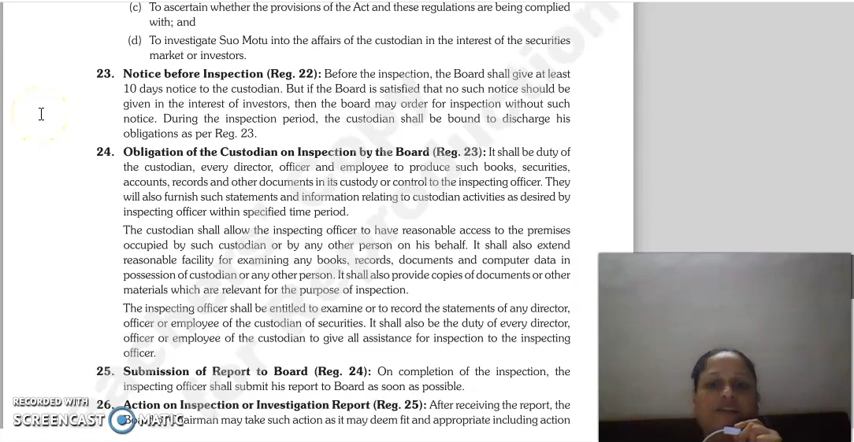 (c) To ascertain whether the provisions of the Act and these regulations are being complied
with; and
(d) To investigate Suo Motu into the affairs of the custodian in the interest of the securities
market or investors.
23. Notice before Inspection (Reg. 22): Before the inspection, the Board shall give at least
10 days notice to the custodian. But if the Board is satisfied that no such notice should be
given in the interest of investors, then the board may order for inspection without such
notice. During the inspection period, the custodian shall be bound to discharge his
obligations as per Reg. 23.
24. Obligation of the Custodian on Inspection by the Board (Reg. 23): It shall be duty of
the custodian, every director, officer and employee to produce such books, securities,
accounts, records and other documents in its custody or control to the inspecting officer. They
will also furnish such statements and information relating to custodian activities as desired by
inspecting officer within specified time period.
The custodian shall allow the inspecting officer to have reasonable access to the premises
occupied by such custodian or by any other person on his behalf. It shall also extend
reasonable facility for examining any books, records, documents and computer data in
possession of custodian or any other person. It shall also provide copies of documents or other
materials which are relevant for the purpose of inspection.
The inspecting officer shall be entitled to examine or to record the statements of any director,
officer or employee of the custodian of securities. It shall also be the duty of every director,
officer or employee of the custodian to give all assistance for inspection to the inspecting
officer.
25. Submission of Report to Board (Reg. 24): On completion of the inspection, the
inspecting officer shall submit his report to Board as soon as possible.
26. Action on Inspection or Investigation Report (Reg. 25): After receiving the report, the
Chairman may take such action as it may deem fit and appropriate including action
RECORDED WITH
SCREENCAST MATIC